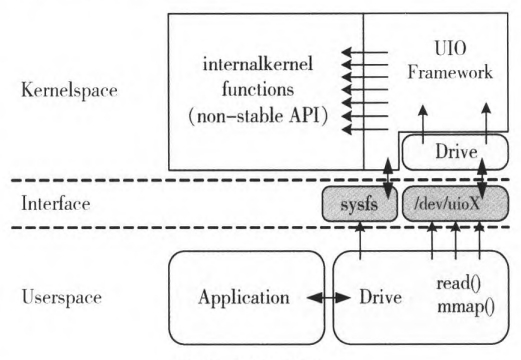 Kernelspace
internalkernel
functions
(non-stable API)
UIO
Framework
Drive
Interface
sysfs
/dev/uioX
Userspace
Application
Drive
read()
mmap()